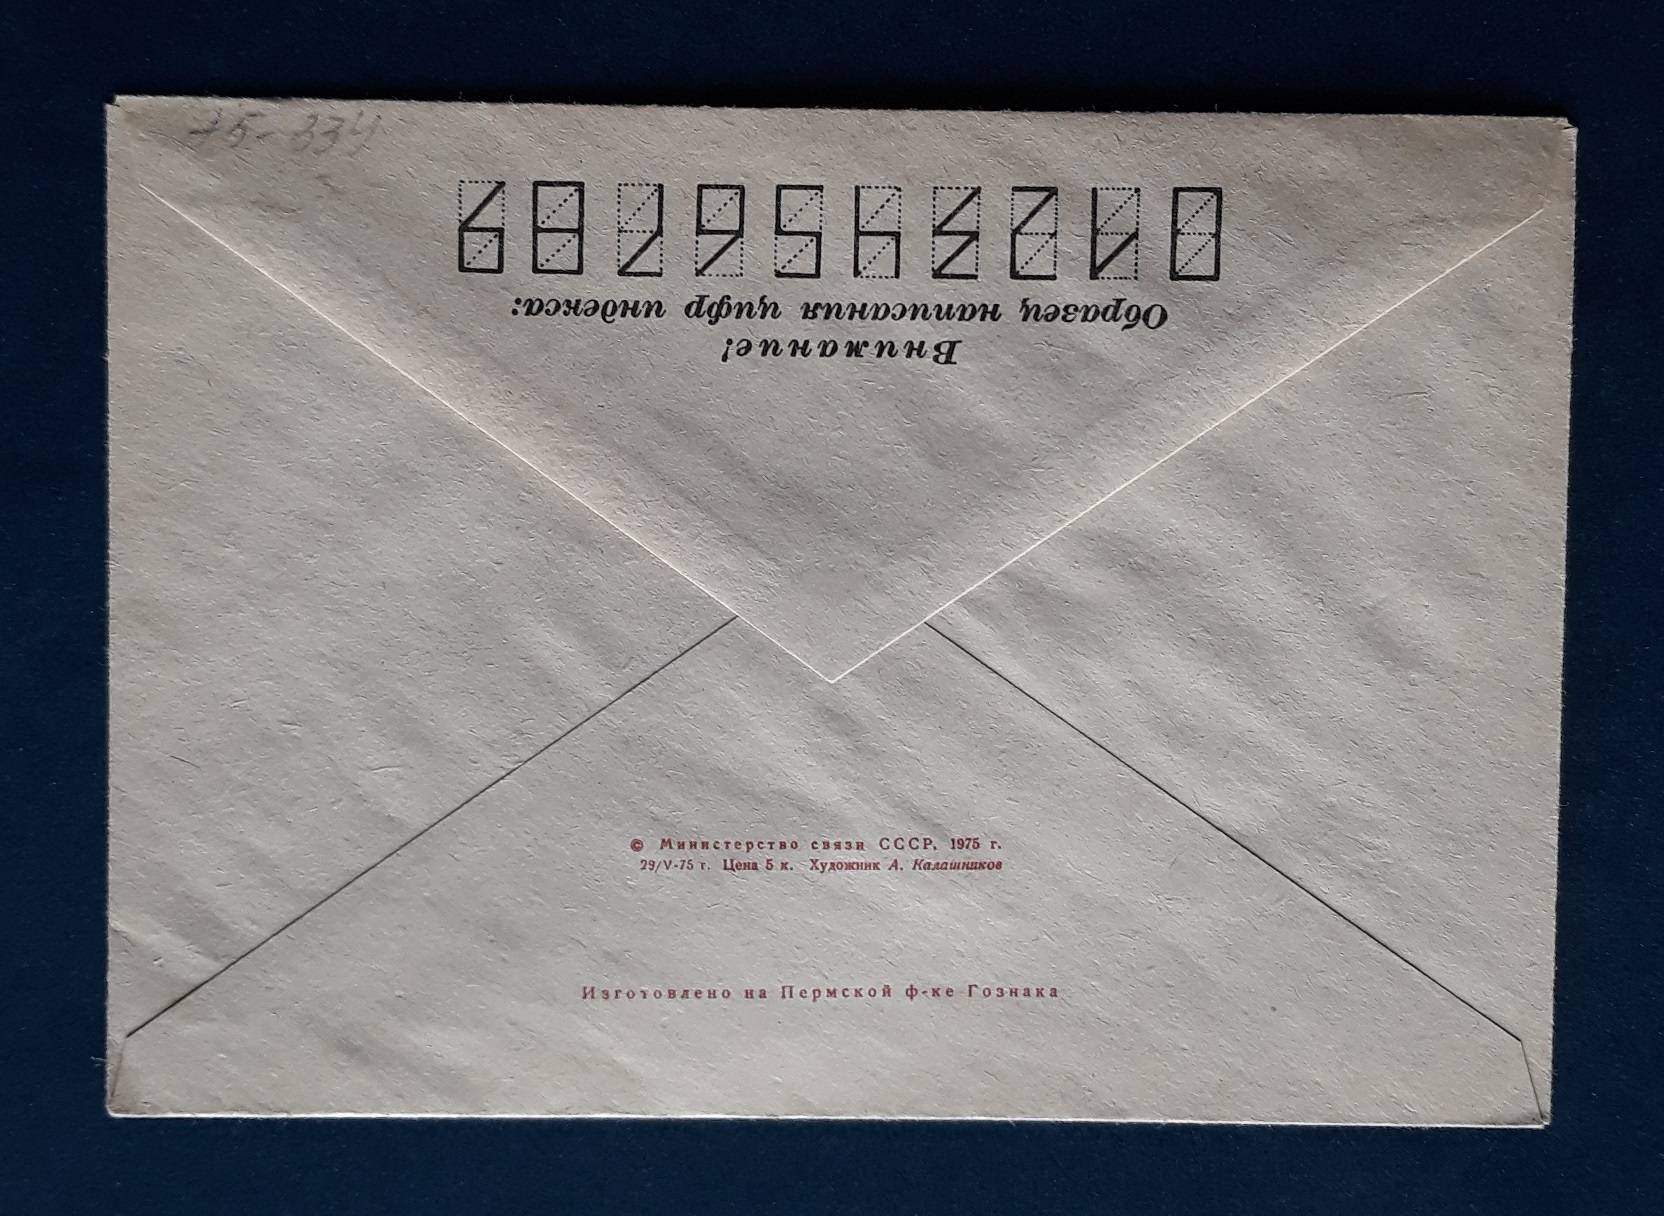 75-334
Внимание!
Образец написания цифр индекса:
0123456789
© Министерство связи СССР, 1975 г.
29/V-75 г. Цена 5 к. Художник А. Калашников
Изготовлено на Пермской ф-ке Гознака